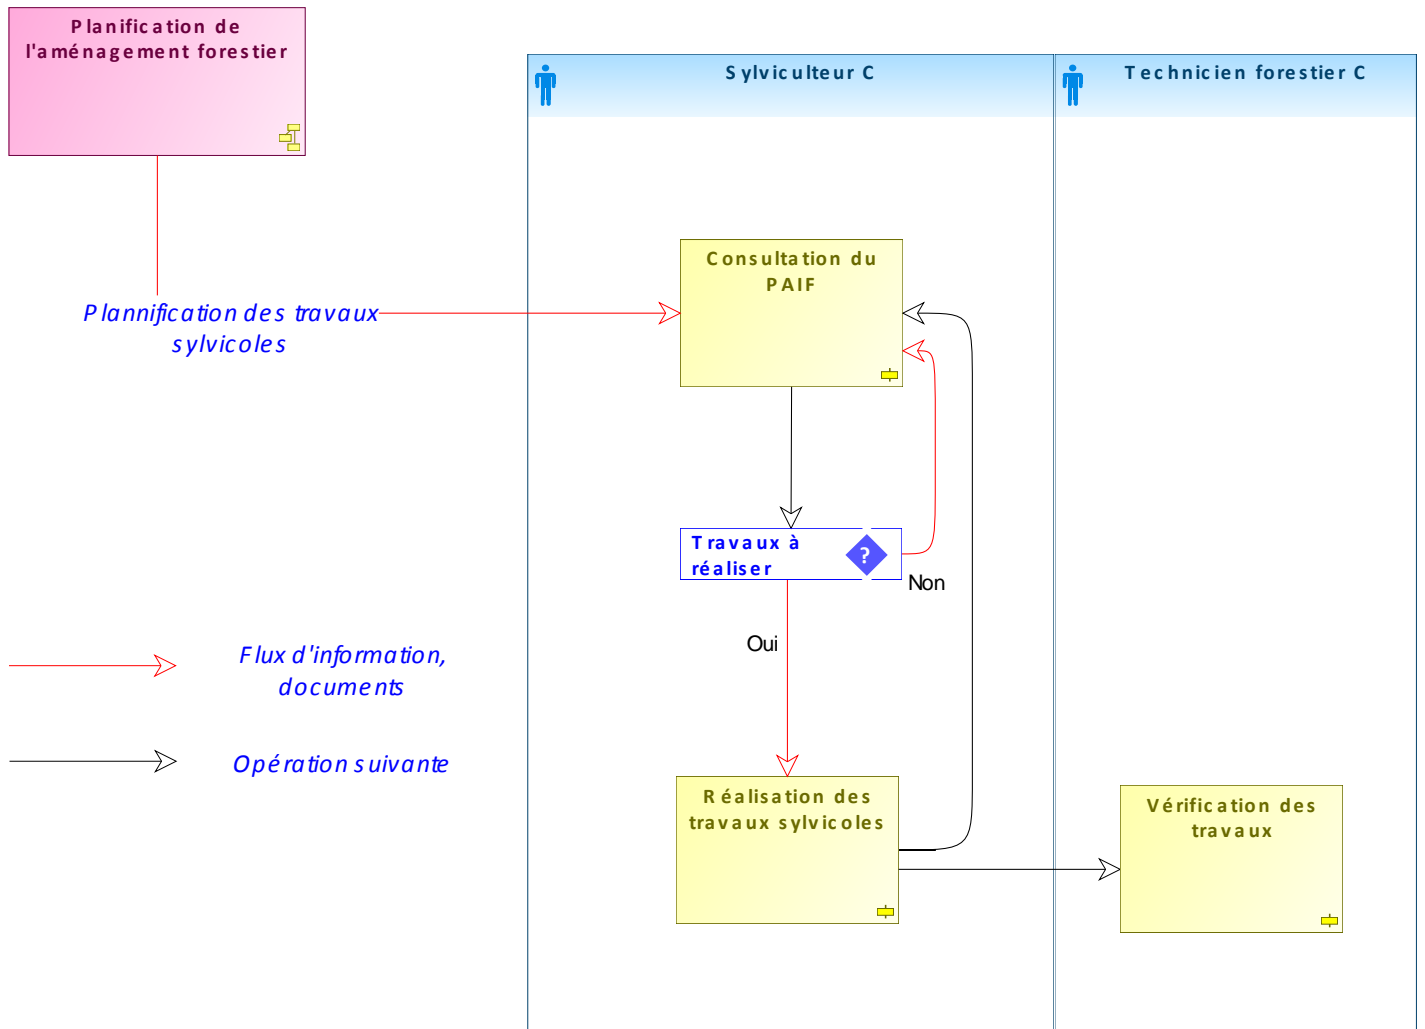 Planification de
l'aménagement forestier
Sylviculteur C
Technicien forestier C
Consultation du
PAIF
Plannification des travaux
sylvicoles
Travaux à
réaliser
?
Non
Oui
Flux d'information,
documents
Opération suivante
Réalisation des
travaux sylvicoles
Vérification des
travaux